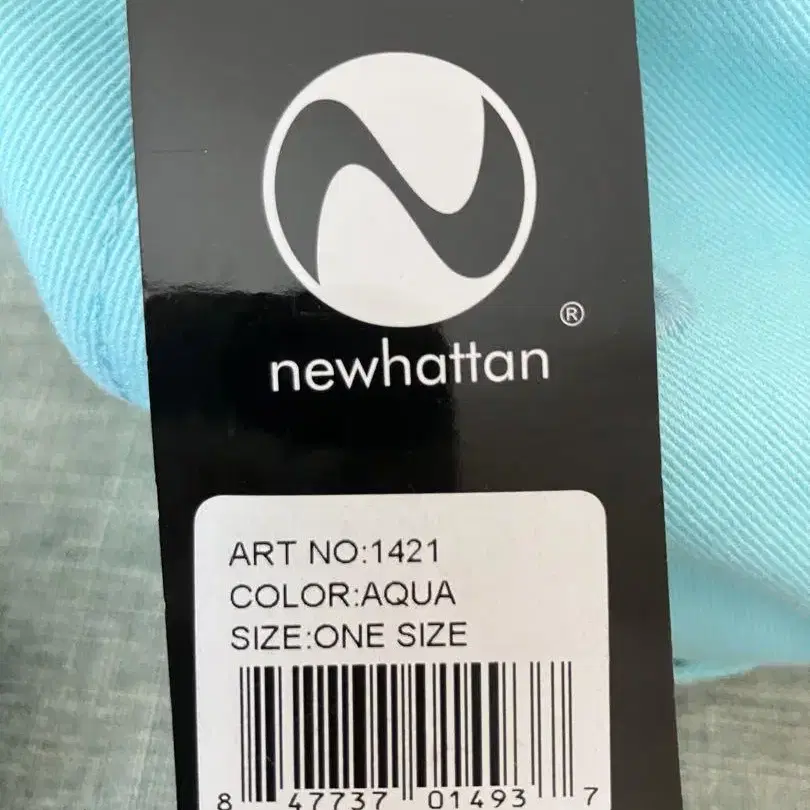 ®
newhattan
ART NO:1421
COLOR:AQUA
SIZE:ONE SIZE
8 47737 01493 7